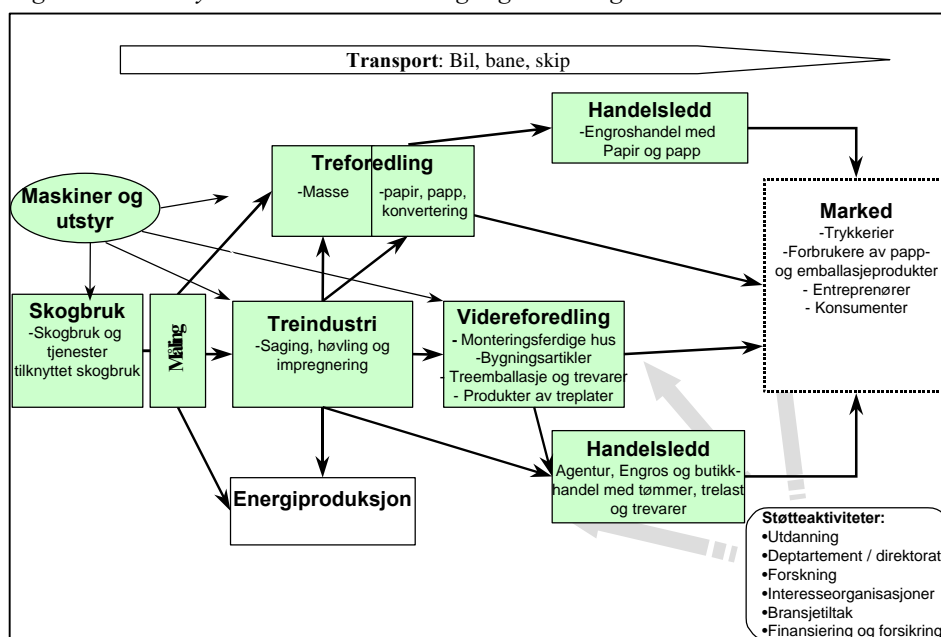 Transport: Bil, bane, skip
Handelsledd
-Engroshandel med
Papir og papp
Treforedling
-Masse
-papir, papp,
konvertering
Maskiner og
utstyr
Marked
-Trykkerier
-Forbrukere av papp-
og emballasjeprodukter
- Entreprenører
- Konsumenter
Skogbruk
-Skogbruk og
tjenester
tilknyttet skogbruk
Måling
Treindustri
-Saging, høvling og
impregnering
Videreforedling
- Monteringsferdige hus
-Bygningsartikler
-Treemballasje og trevarer
- Produkter av treplater
Handelsledd
Agentur, Engros og butikk-
handel med tømmer, trelast
og trevarer
Energiproduksjon
Støtteaktiviteter:
•Utdanning
•Deptartement / direktorat
•Forskning
•Interesseorganisasjoner
•Bransjetiltak
•Finansiering og forsikring